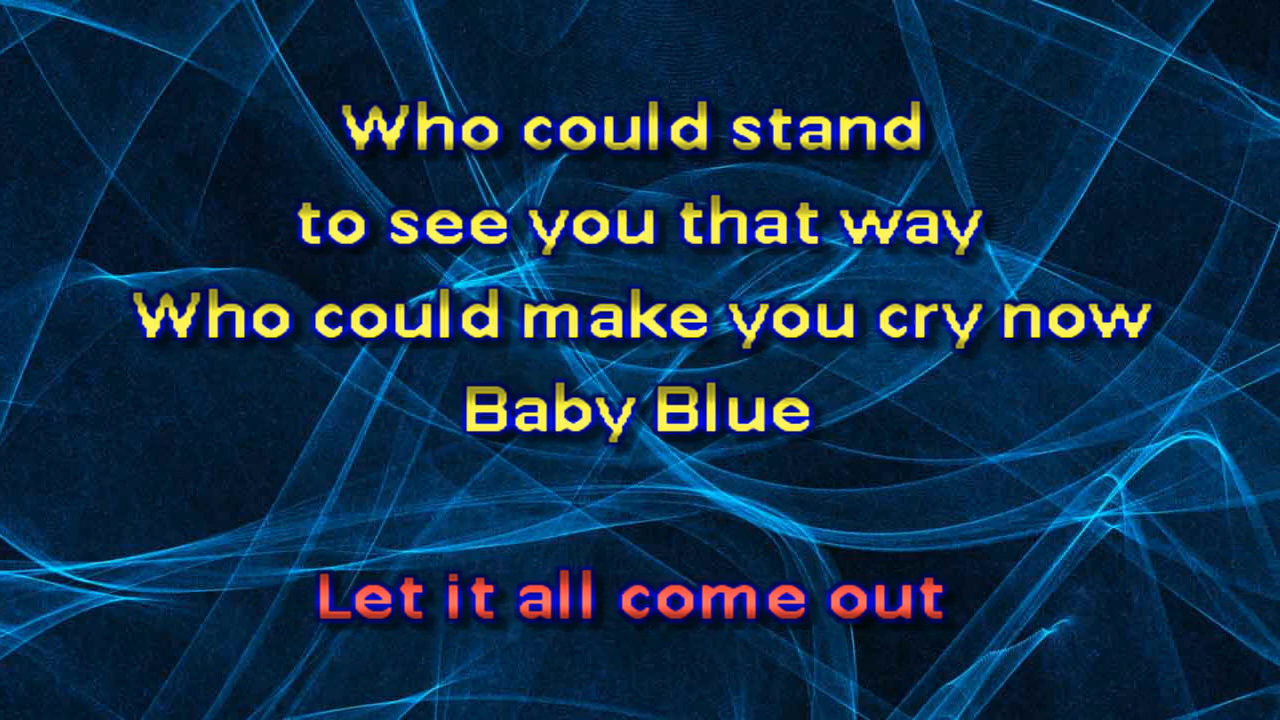 Who could stand
to see you that way
Who could make you cry now
Baby Blue
Let it all come out